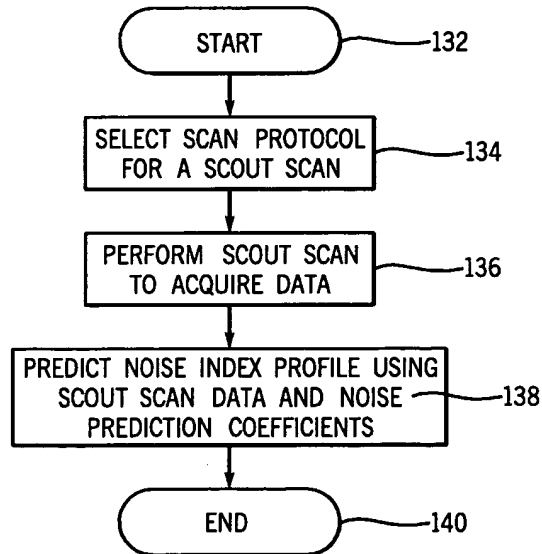 START
132
SELECT SCAN PROTOCOL
FOR A SCOUT SCAN
134
PERFORM SCOUT SCAN
TO ACQUIRE DATA
136
PREDICT NOISE INDEX PROFILE USING
SCOUT SCAN DATA AND NOISE
PREDICTION COEFFICIENTS
138
END
140